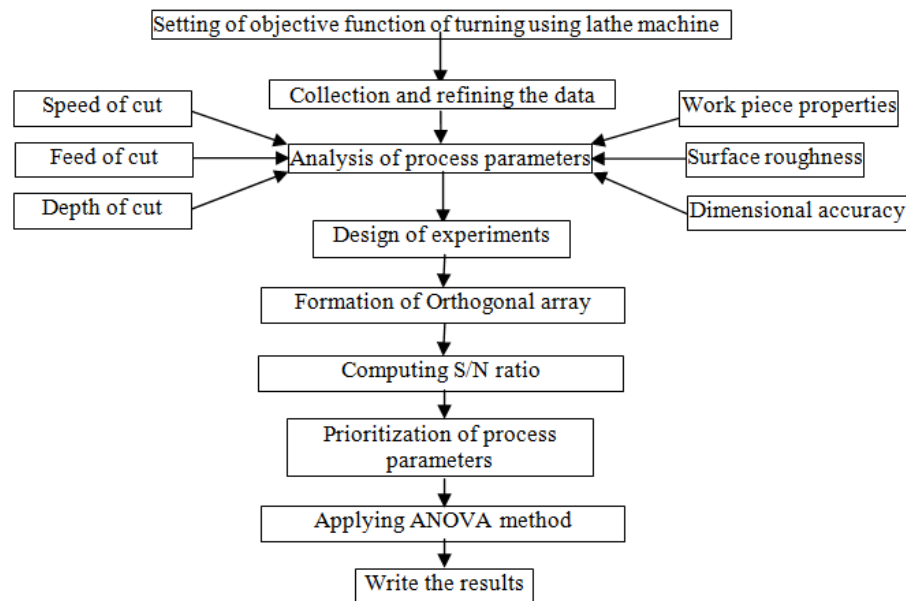 Setting of objective function of turning using lathe machine
Collection and refining the data
Speed of cut
Work piece properties
Feed of cut
Analysis of process parameters
Surface roughness
Depth of cut
Dimensional accuracy
Design of experiments
Formation of Orthogonal array
Computing S/N ratio
Prioritization of process
parameters
Applying ANOVA method
Write the results